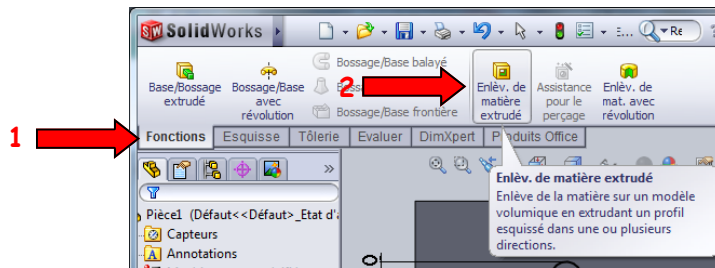 SolidWorks
E...
Re
Bossage/Base balayé
2
Base/Bossage extrudé
Bossage/Base avec révolution
Bossage/Base frontière
Enlèv. de matière extrudé
Assistance pour le perçage
Enlèv. de mat. avec révolution
1
Fonctions Esquisse Tôlerie Evaluer DimXpert Produits Office
Enlèv. de matière extrudé
Enlève de la matière sur un modèle
volumique en extrudant un profil
esquissé dans une ou plusieurs
directions.
Pièce1 (Défaut<<Défaut>_Etat d'
Capteurs
Annotations